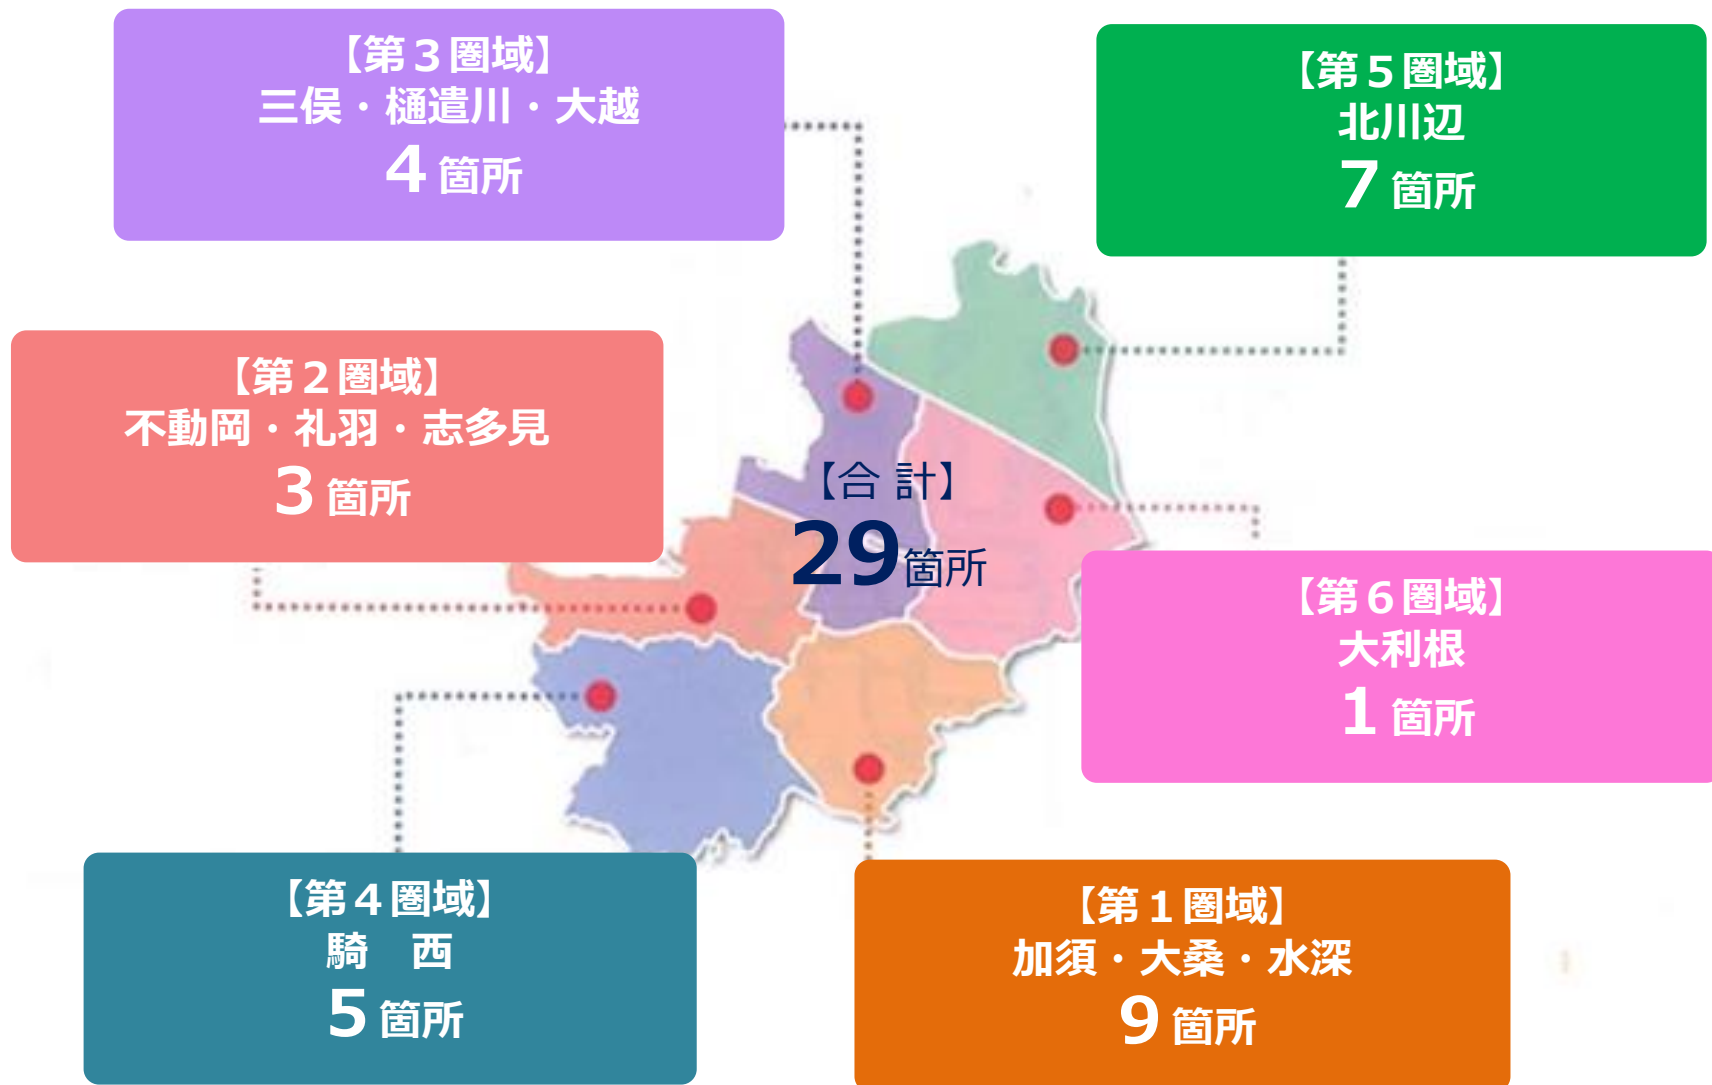 【第３圏域】
三俣・樋遣川・大越
4 箇所
【第５圏域】
北川辺
7 箇所
【第２圏域】
不動岡・礼羽・志多見
3 箇所
【合 計】
29箇所
【第６圏域】
大利根
1 箇所
【第４圏域】
騎　西
5 箇所
【第１圏域】
加須・大桑・水深
9 箇所